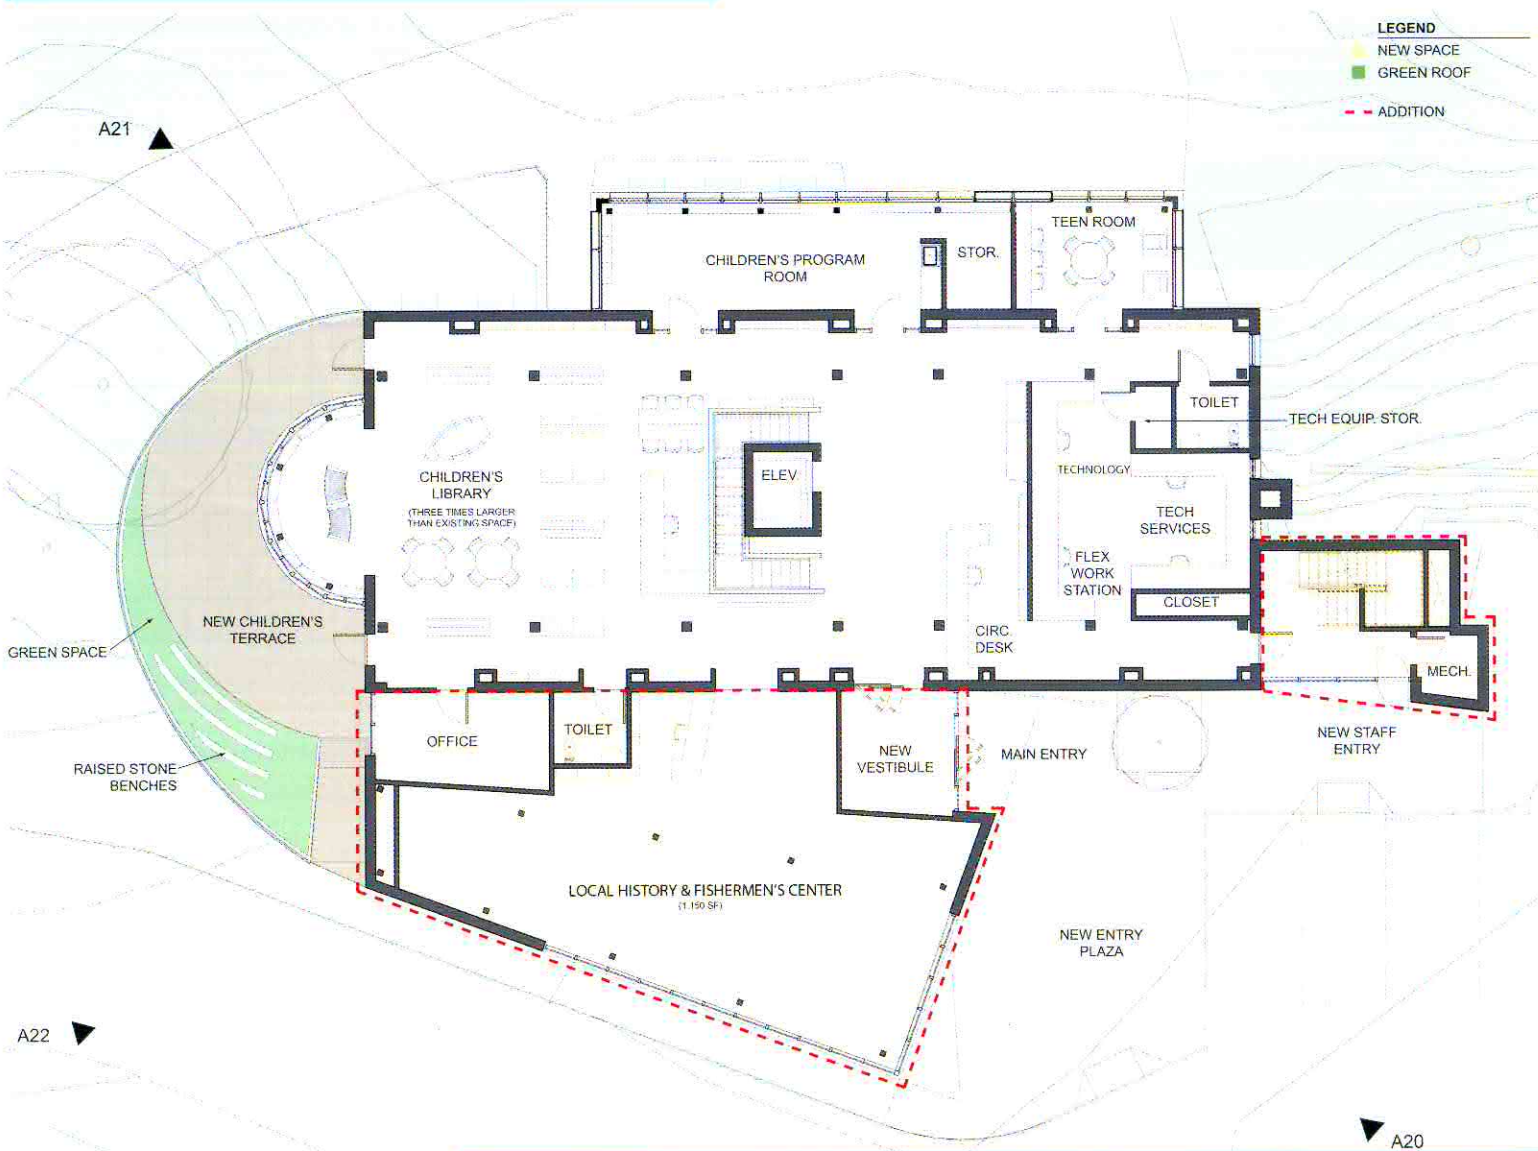 LEGEND
NEW SPACE
GREEN ROOF
ADDITION
A21
TEEN ROOM
STOR.
CHILDREN'S PROGRAM
ROOM
TOILET
TECH EQUIP. STOR.
TECHNOLOGY
ELEV.
CHILDREN'S
LIBRARY
(THREE TIMES LARGER
THAN EXISTING SPACE)
TECH
SERVICES
FLEX
WORK
STATION
CLOSET
NEW CHILDREN'S
TERRACE
CIRC.
DESK
GREEN SPACE
MECH.
OFFICE
TOILET
NEW
VESTIBULE
MAIN ENTRY
NEW STAFF
ENTRY
RAISED STONE
BENCHES
LOCAL HISTORY & FISHERMEN'S CENTER
(1,150 SF)
NEW ENTRY
PLAZA
A22
A20